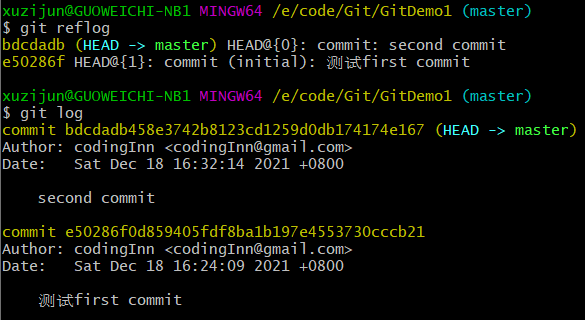 xuzijun@GUOWEICHI-NB1 MINGW64 /e/code/Git/GitDemo1 (master)
$ git reflog
bdcdadb (HEAD -> master) HEAD@{0}: commit: second commit
e50286f HEAD@{1}: commit (initial): 测试first commit
xuzijun@GUOWEICHI-NB1 MINGW64 /e/code/Git/GitDemo1 (master)
$ git log
commit bdcdadb458e3742b8123cd1259d0db174174e167 (HEAD -> master)
Author: codingInn <codingInn@gmail.com>
Date:   Sat Dec 18 16:32:14 2021 +0800
    second commit
commit e50286f0d859405fdf8ba1b197e4553730cccb21
Author: codingInn <codingInn@gmail.com>
Date:   Sat Dec 18 16:24:09 2021 +0800
    测试first commit